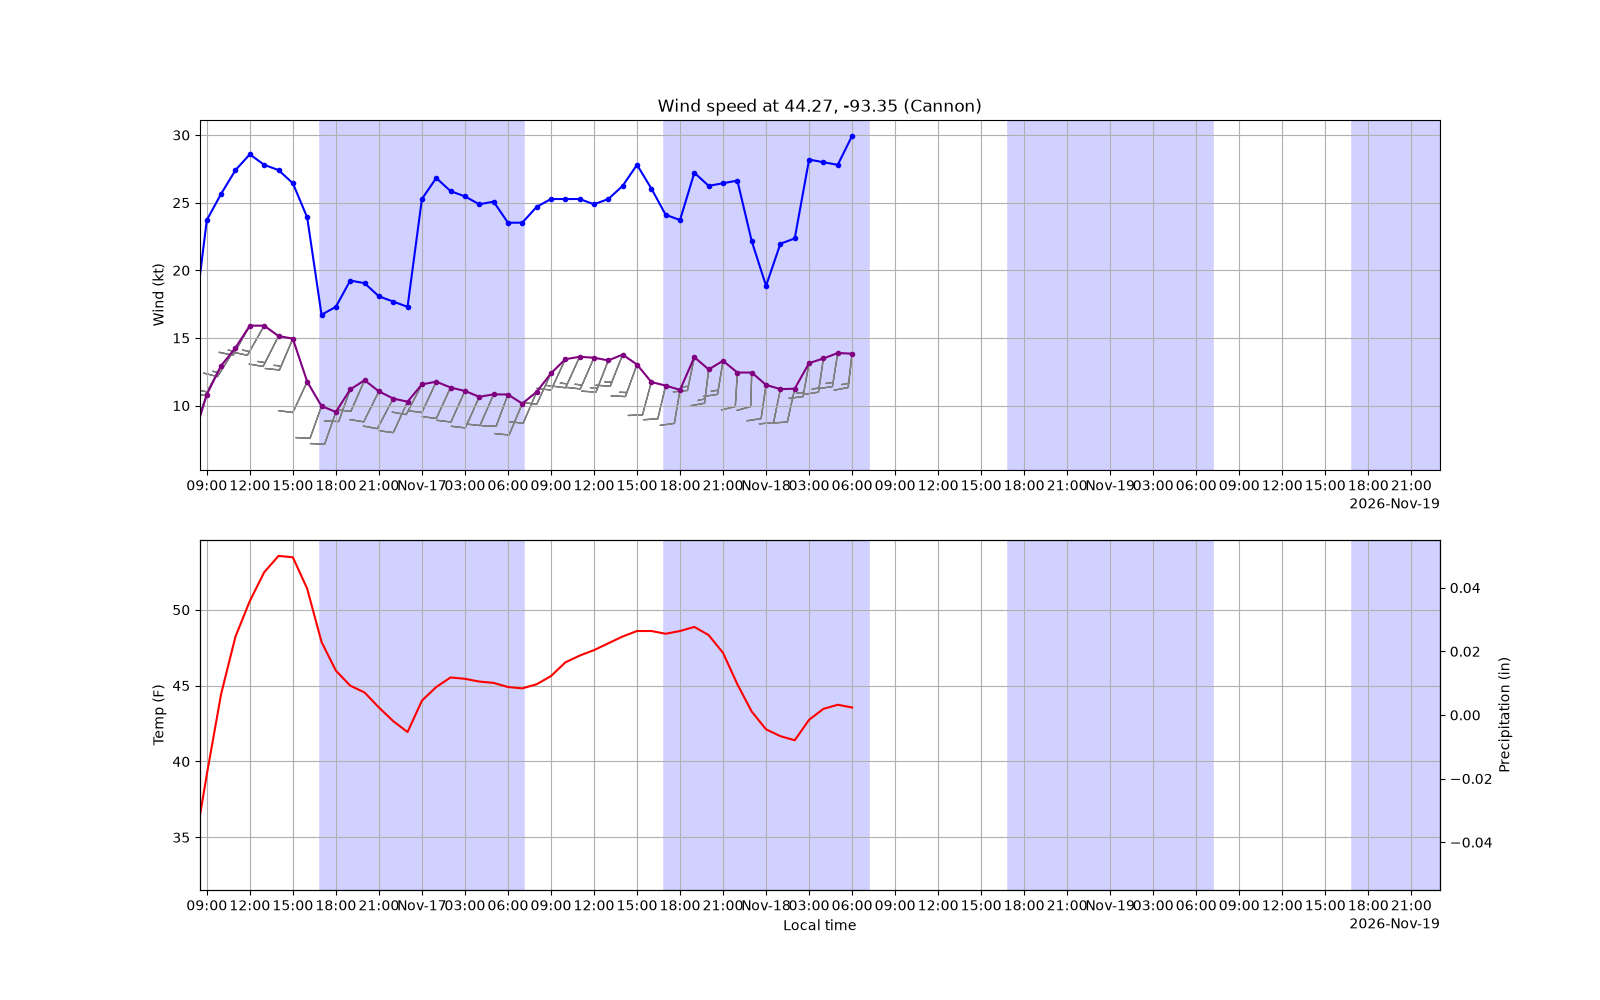 Wind speed at 44.27, -93.35 (Cannon)
30
25
20
15
10
Wind (kt)
09:00 12:00 15:00 18:00 21:00 Nov-17 03:00 06:00 09:00 12:00 15:00 18:00 21:00 Nov-18 03:00 06:00 09:00 12:00 15:00 18:00 21:00 Nov-19 03:00 06:00 09:00 12:00 15:00 18:00 21:00
2026-Nov-19
50
45
40
35
Temp (F)
0.04
0.02
0.00
−0.02
−0.04
Precipitation (in)
09:00 12:00 15:00 18:00 21:00 Nov-17 03:00 06:00 09:00 12:00 15:00 18:00 21:00 Nov-18 03:00 06:00 09:00 12:00 15:00 18:00 21:00 Nov-19 03:00 06:00 09:00 12:00 15:00 18:00 21:00
Local time
2026-Nov-19